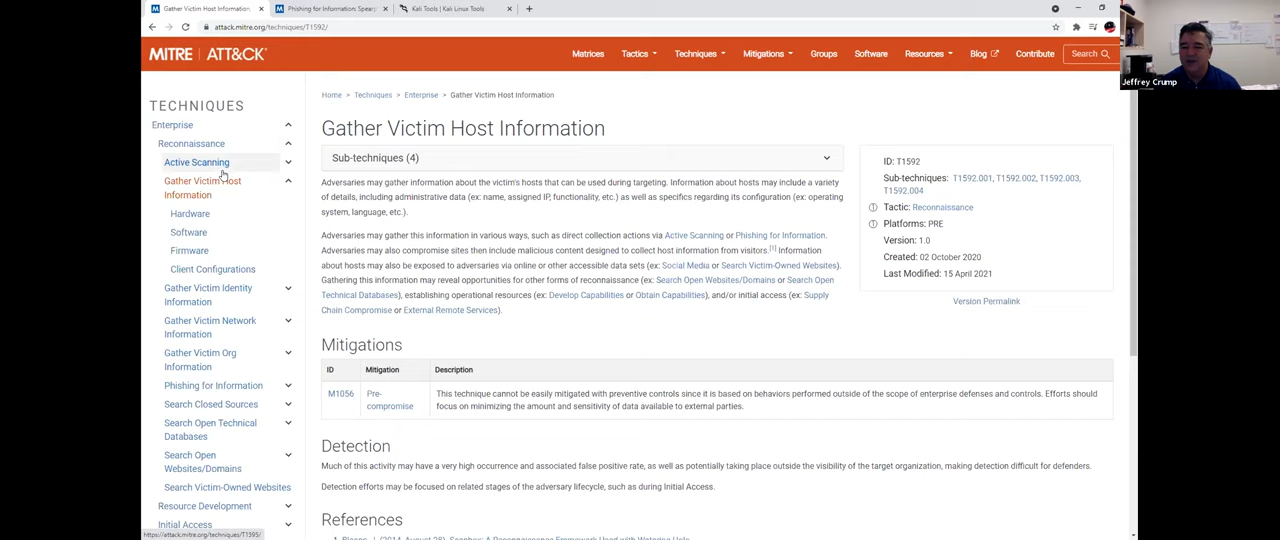 Gather Victim Host Information,
Phishing for Information: Spear
Kali Tools | Kali Linux Tools
attack.mitre.org/techniques/T1592/
MITRE | ATT&CK®
Matrices
Tactics
Techniques
Mitigations
Groups
Software
Resources
Blog
Contribute
Search
Jeffrey Crump
TECHNIQUES
Enterprise
Reconnaissance
Active Scanning
Gather Victim Host
Information
Hardware
Software
Firmware
Client Configurations
Gather Victim Identity
Information
Gather Victim Network
Information
Gather Victim Org
Information
Phishing for Information
Search Closed Sources
Search Open Technical
Databases
Search Open
Websites/Domains
Search Victim-Owned Websites
Resource Development
Initial Access
https://attack.mitre.org/techniques/T1595/
Home > Techniques > Enterprise > Gather Victim Host Information
Gather Victim Host Information
Sub-techniques (4)
Adversaries may gather information about the victim's hosts that can be used during targeting. Information about hosts may include a variety
of details, including administrative data (ex: name, assigned IP, functionality, etc.) as well as specifics regarding its configuration (ex: operating
system, language, etc.).
Adversaries may gather this information in various ways, such as direct collection actions via Active Scanning or Phishing for Information.
Adversaries may also compromise sites then include malicious content designed to collect host information from visitors.[1] Information
about hosts may also be exposed to adversaries via online or other accessible data sets (ex: Social Media or Search Victim-Owned Websites).
Gathering this information may reveal opportunities for other forms of reconnaissance (ex: Search Open Websites/Domains or Search Open
Technical Databases), establishing operational resources (ex: Develop Capabilities or Obtain Capabilities), and/or initial access (ex: Supply
Chain Compromise or External Remote Services).
ID: T1592
Sub-techniques: T1592.001, T1592.002, T1592.003,
T1592.004
Tactic: Reconnaissance
Platforms: PRE
Version: 1.0
Created: 02 October 2020
Last Modified: 15 April 2021
Version Permalink
Mitigations
ID Mitigation Description
M1056 Pre-
compromise
This technique cannot be easily mitigated with preventive controls since it is based on behaviors performed outside of the scope of enterprise defenses and controls. Efforts should
focus on minimizing the amount and sensitivity of data available to external parties.
Detection
Much of this activity may have a very high occurrence and associated false positive rate, as well as potentially taking place outside the visibility of the target organization, making detection difficult for defenders.
Detection efforts may be focused on related stages of the adversary lifecycle, such as during Initial Access.
References